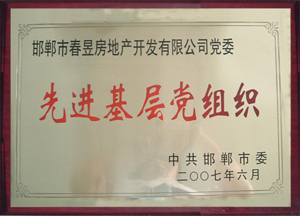 邯郸市春昱房地产开发有限公司党委
先进基层党组织
中共邯郸市委
二〇〇七年六月